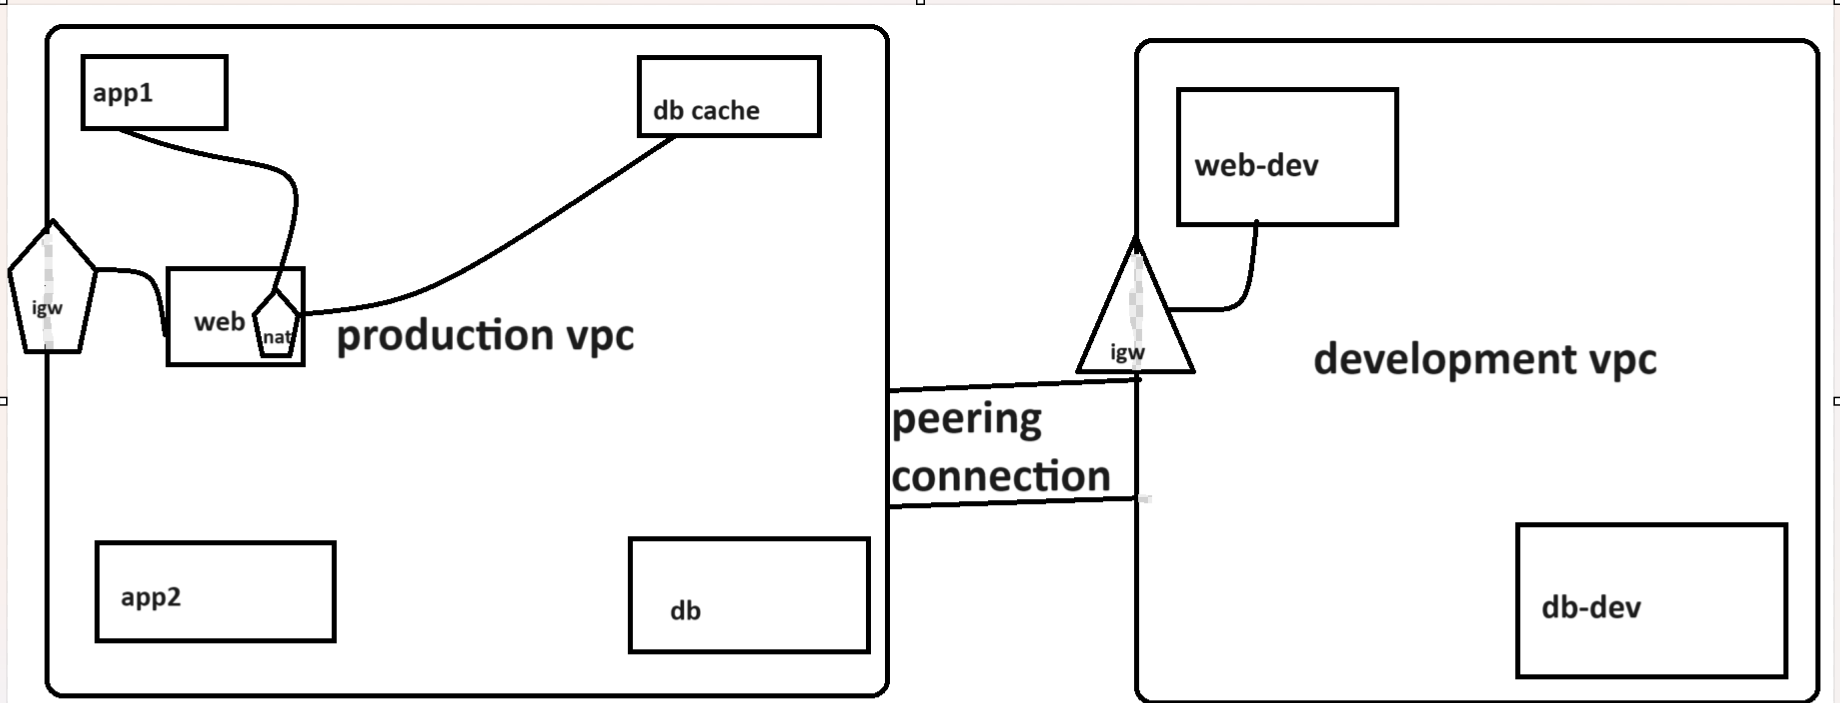 app1
db cache
igw
web
nat
production vpc
app2
db
peering
connection
web-dev
igw
development vpc
db-dev